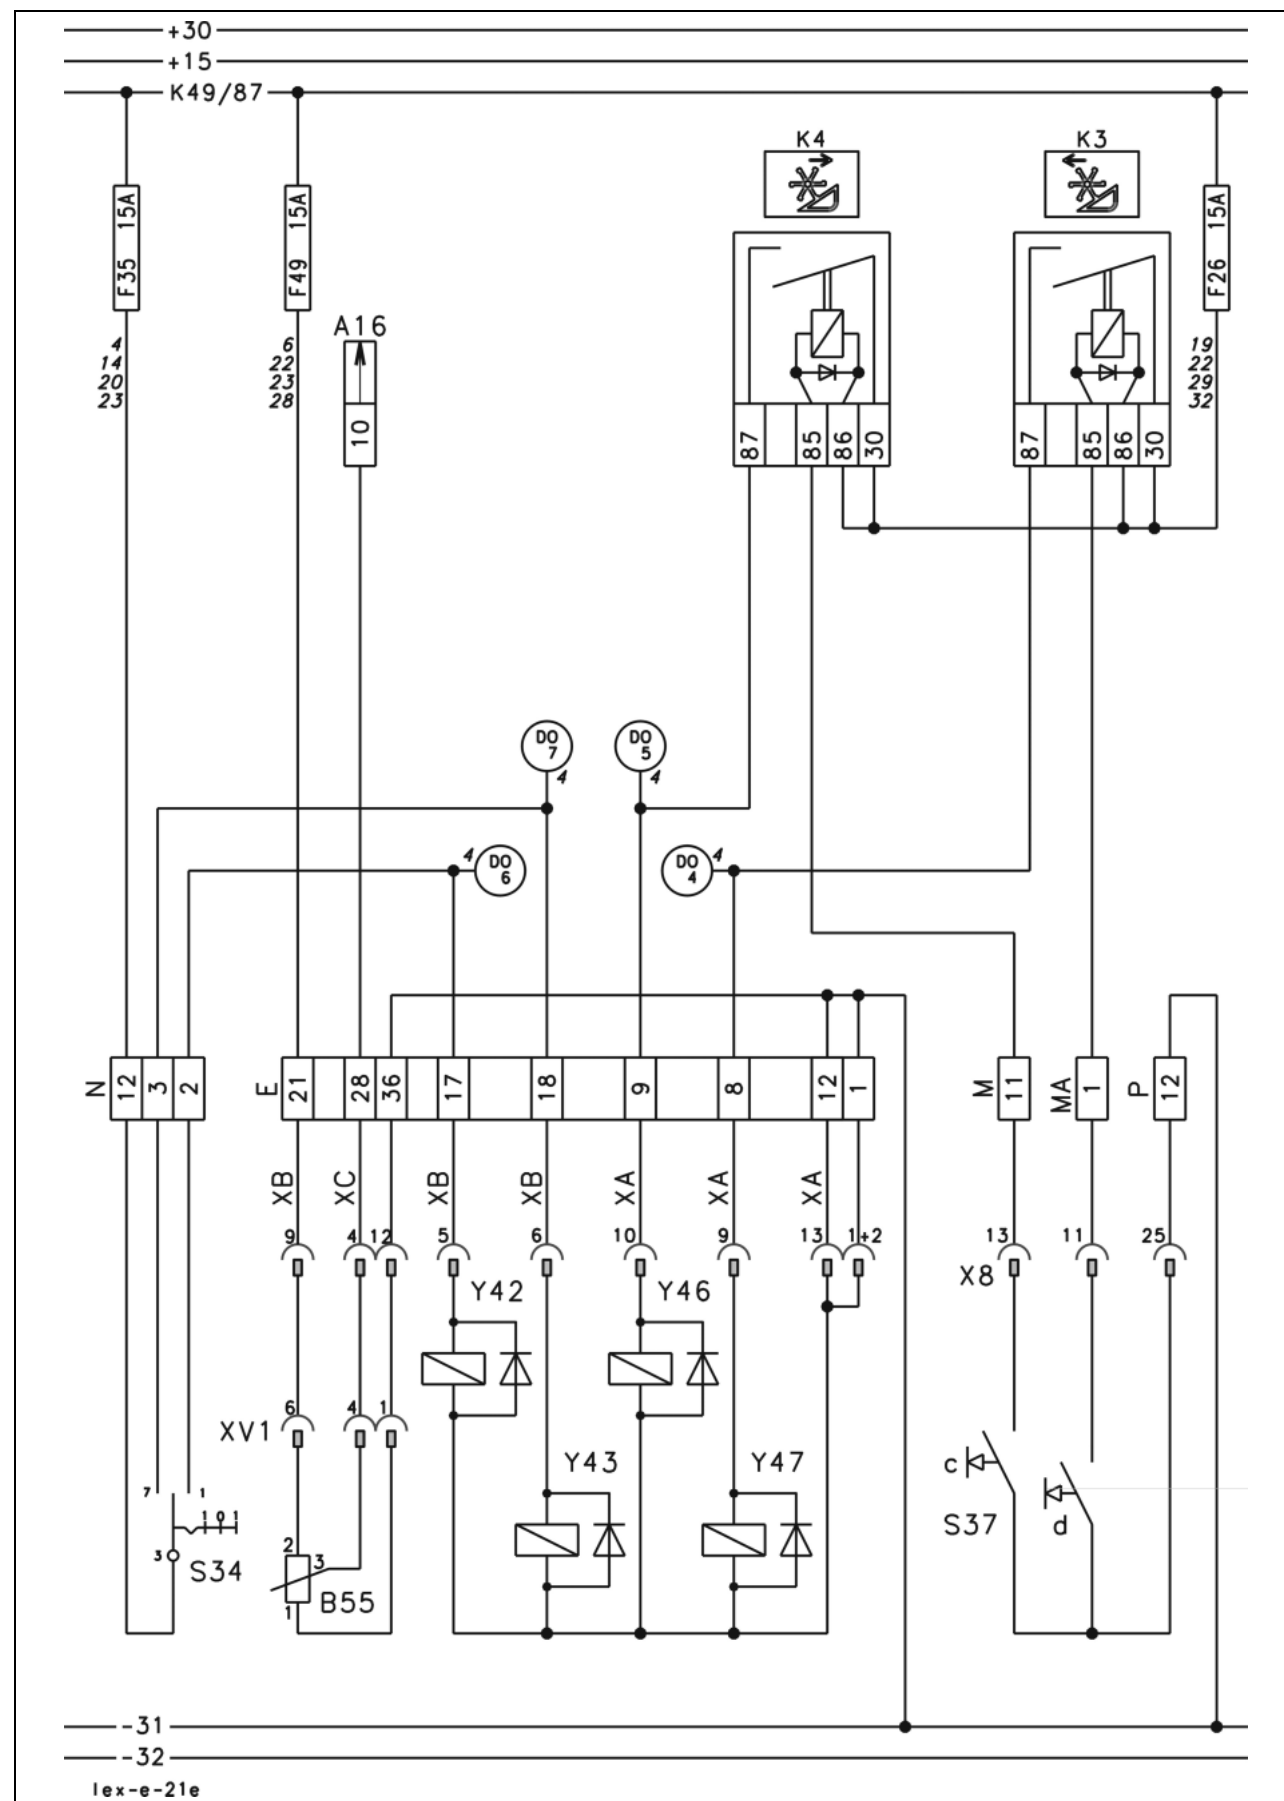 +30
+15
K49/87
K4
K3
F35 15A
F49 15A
F26 15A
A16
4
14
20
23
6
22
23
28
19
22
29
32
10
87 85 86 30
87 85 86 30
DO 7
4
DO 5
4
4
DO 6
DO 4
4
N 12 3 2
E 21 28 36 17 18 9 8 12 1
M 11
MA 1
P 12
XB XC XB XB XA XA XA
9 4 12 5 6 10 9 13 1+2 13 11 25
Y42
Y46
X8
6 4 1
XV1
Y43
Y47
c
7 1
1 0 1
S37
d
3
S34
2
3
B55
1
-31
-32
lex-e-21e